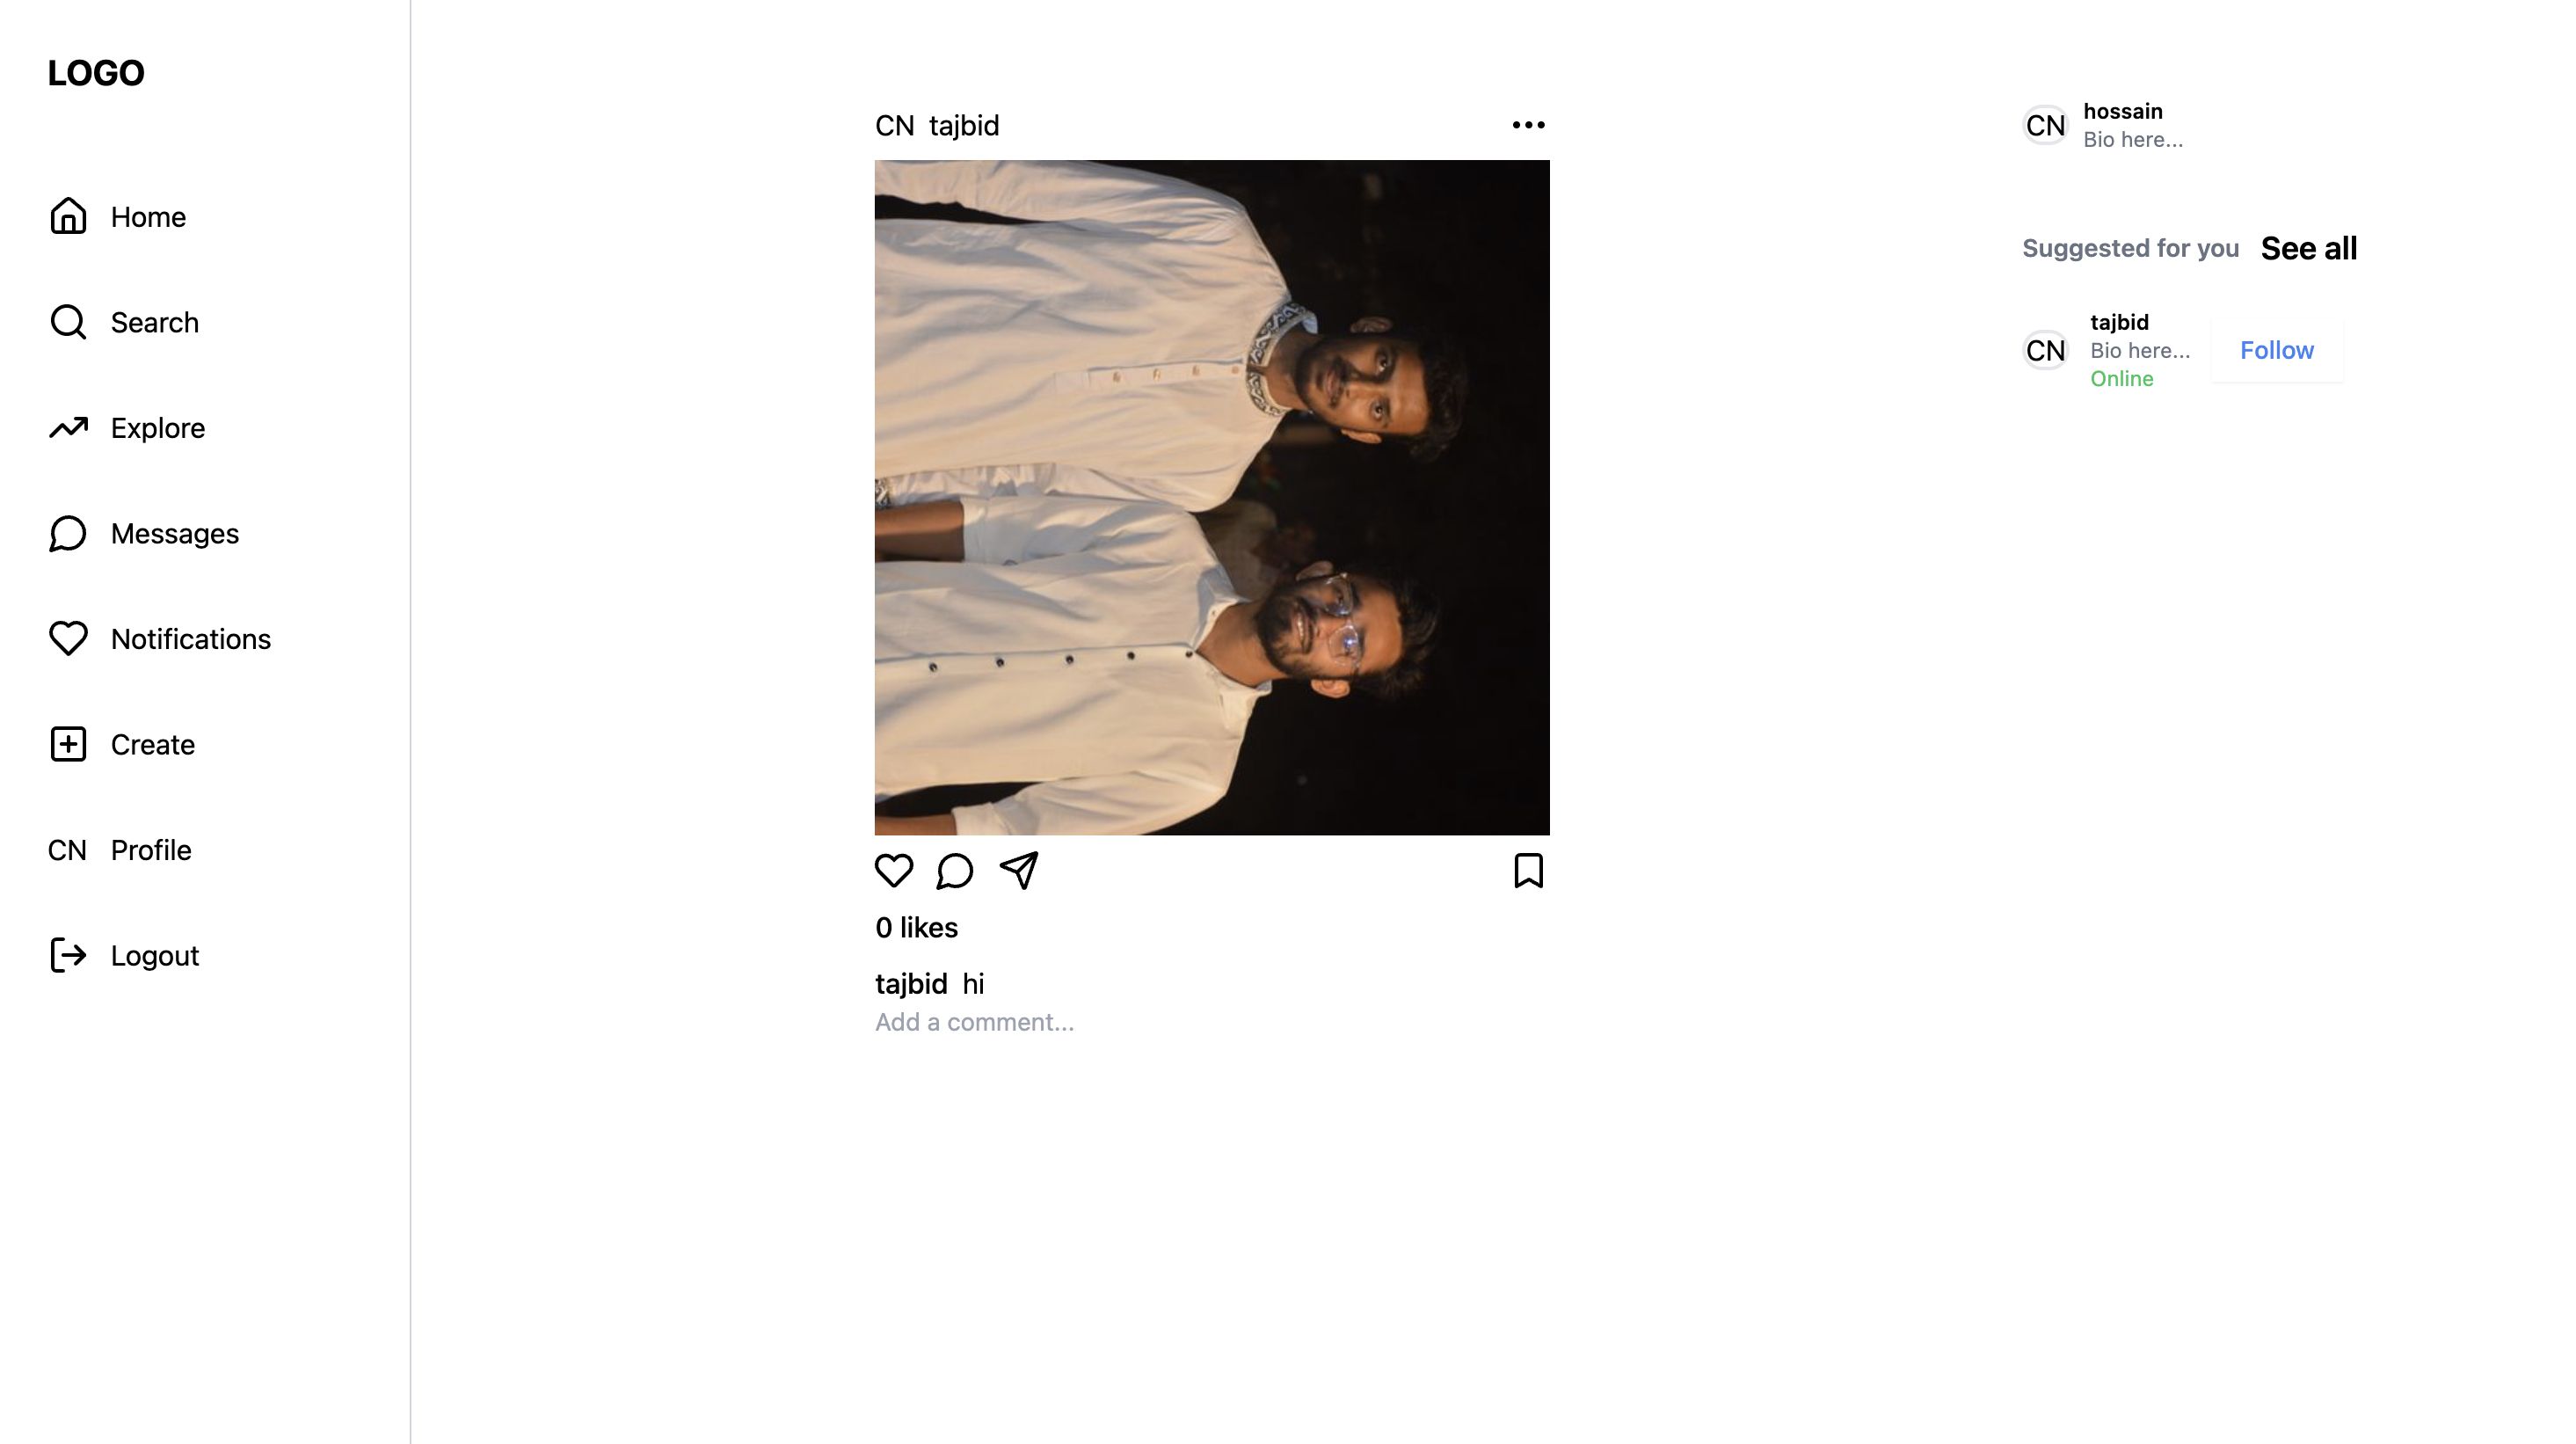 LOGO
Home
Search
Explore
Messages
Notifications
Create
CN Profile
Logout
CN tajbid
0 likes
tajbid hi
Add a comment...
CN hossain
Bio here...
Suggested for you See all
CN tajbid
Bio here...
Online
Follow